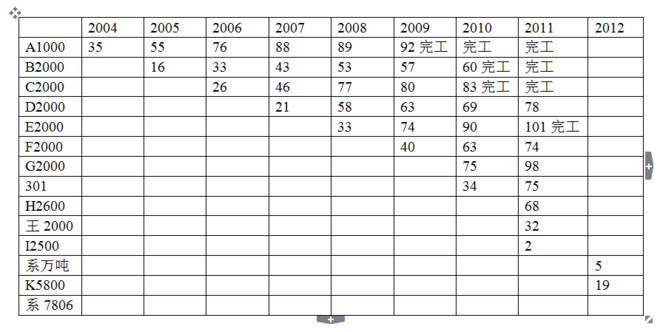 2004 2005 2006 2007 2008 2009 2010 2011 2012
A1000 35 55 76 88 89 92 完工 完工 完工
B2000 16 33 43 53 57 60 完工 完工
C2000 26 46 77 80 83 完工 完工
D2000 21 58 63 69 78
E2000 33 74 90 101 完工
F2000 40 63 74
G2000 75 98
301 34 75
H2600 68
王 2000 32
I2500 2
系万吨 5
K5800 19
系 7806